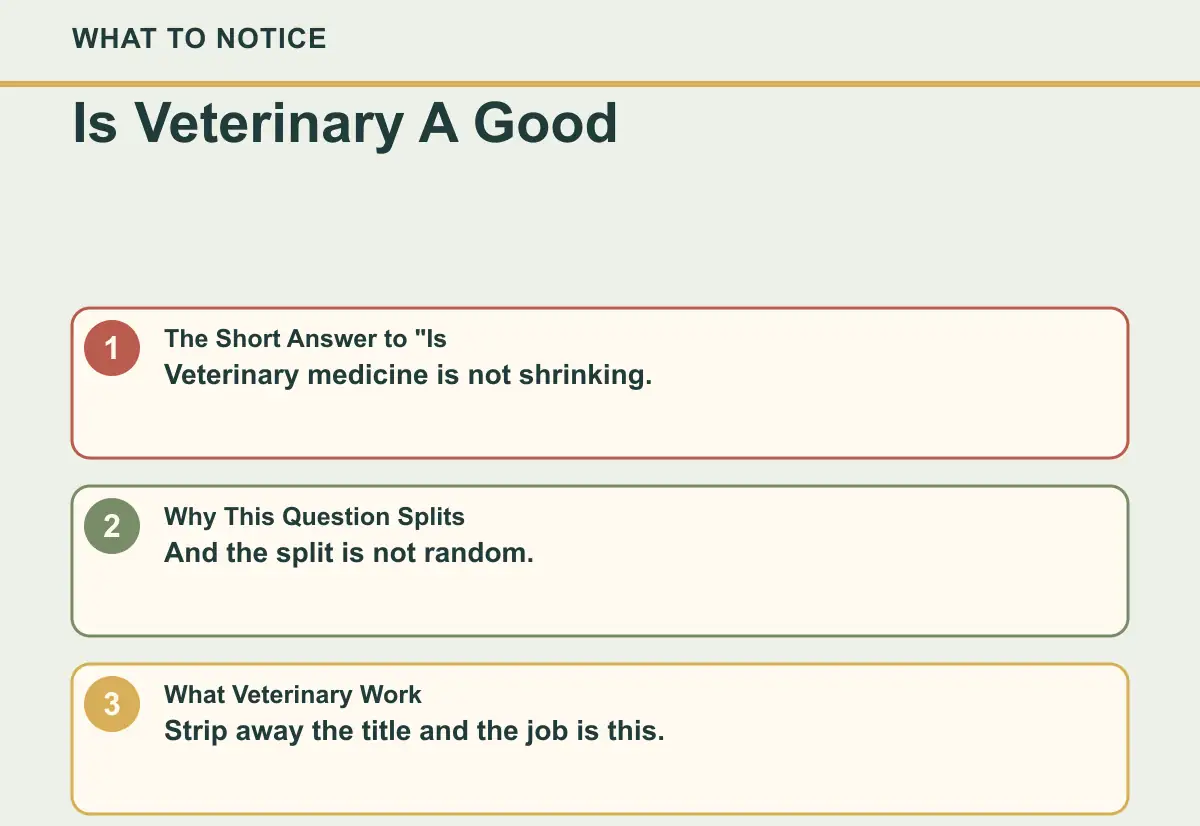 WHAT TO NOTICE
Is Veterinary A Good
1
The Short Answer to "Is
Veterinary medicine is not shrinking.
2
Why This Question Splits
And the split is not random.
3
What Veterinary Work
Strip away the title and the job is this.